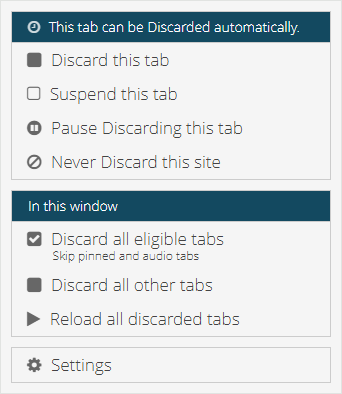 This tab can be Discarded automatically.
Discard this tab
Suspend this tab
Pause Discarding this tab
Never Discard this site
In this window
Discard all eligible tabs
Skip pinned and audio tabs
Discard all other tabs
Reload all discarded tabs
Settings